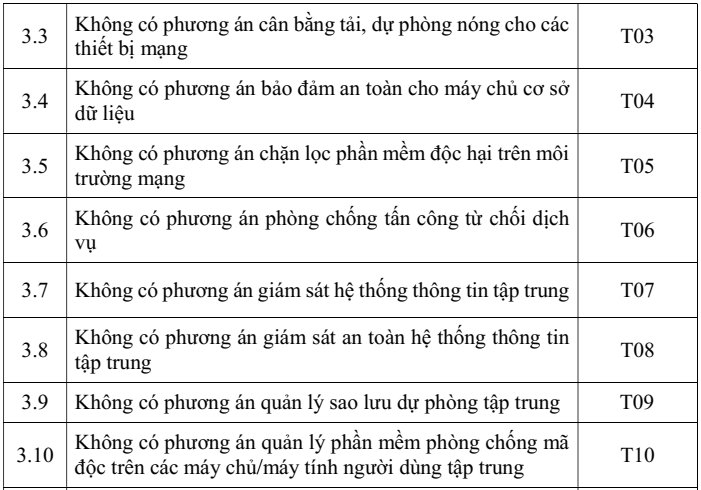 3.3 Không có phương án cân bằng tải, dự phòng nóng cho các T03
thiết bị mạng
3.4 Không có phương án bảo đảm an toàn cho máy chủ cơ sở T04
dữ liệu
3.5 Không có phương án chặn lọc phần mềm độc hại trên môi T05
trường mạng
3.6 Không có phương án phòng chống tấn công từ chối dịch T06
vụ
3.7 Không có phương án giám sát hệ thống thông tin tập trung T07
3.8 Không có phương án giám sát an toàn hệ thống thông tin T08
tập trung
3.9 Không có phương án quản lý sao lưu dự phòng tập trung T09
3.10 Không có phương án quản lý phần mềm phòng chống mã T10
độc trên các máy chủ/máy tính người dùng tập trung